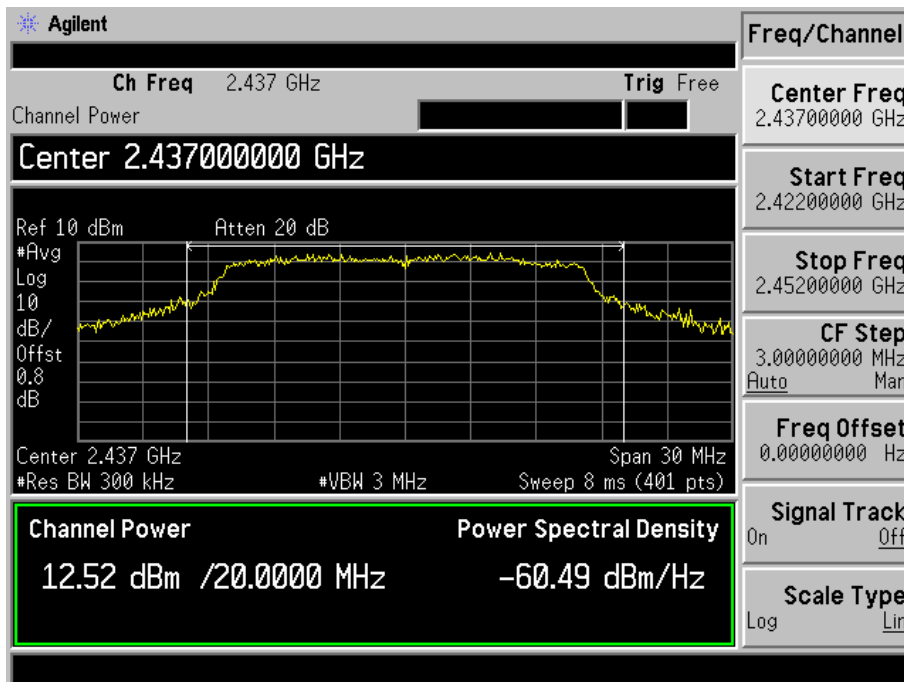 Agilent
Ch Freq 2.437 GHz Trig Free
Channel Power
Center 2.437000000 GHz
Ref 10 dBm Atten 20 dB
#Avg
Log
10
dB/
Offst
0.8
dB
Center 2.437 GHz Span 30 MHz
#Res BW 300 kHz #VBW 3 MHz Sweep 8 ms (401 pts)
Channel Power Power Spectral Density
12.52 dBm /20.0000 MHz -60.49 dBm/Hz
Freq/Channel
Center Freq
2.43700000 GHz
Start Freq
2.42200000 GHz
Stop Freq
2.45200000 GHz
CF Step
3.00000000 MHz
Auto Man
Freq Offset
0.00000000 Hz
Signal Track
On Off
Scale Type
Log Lin